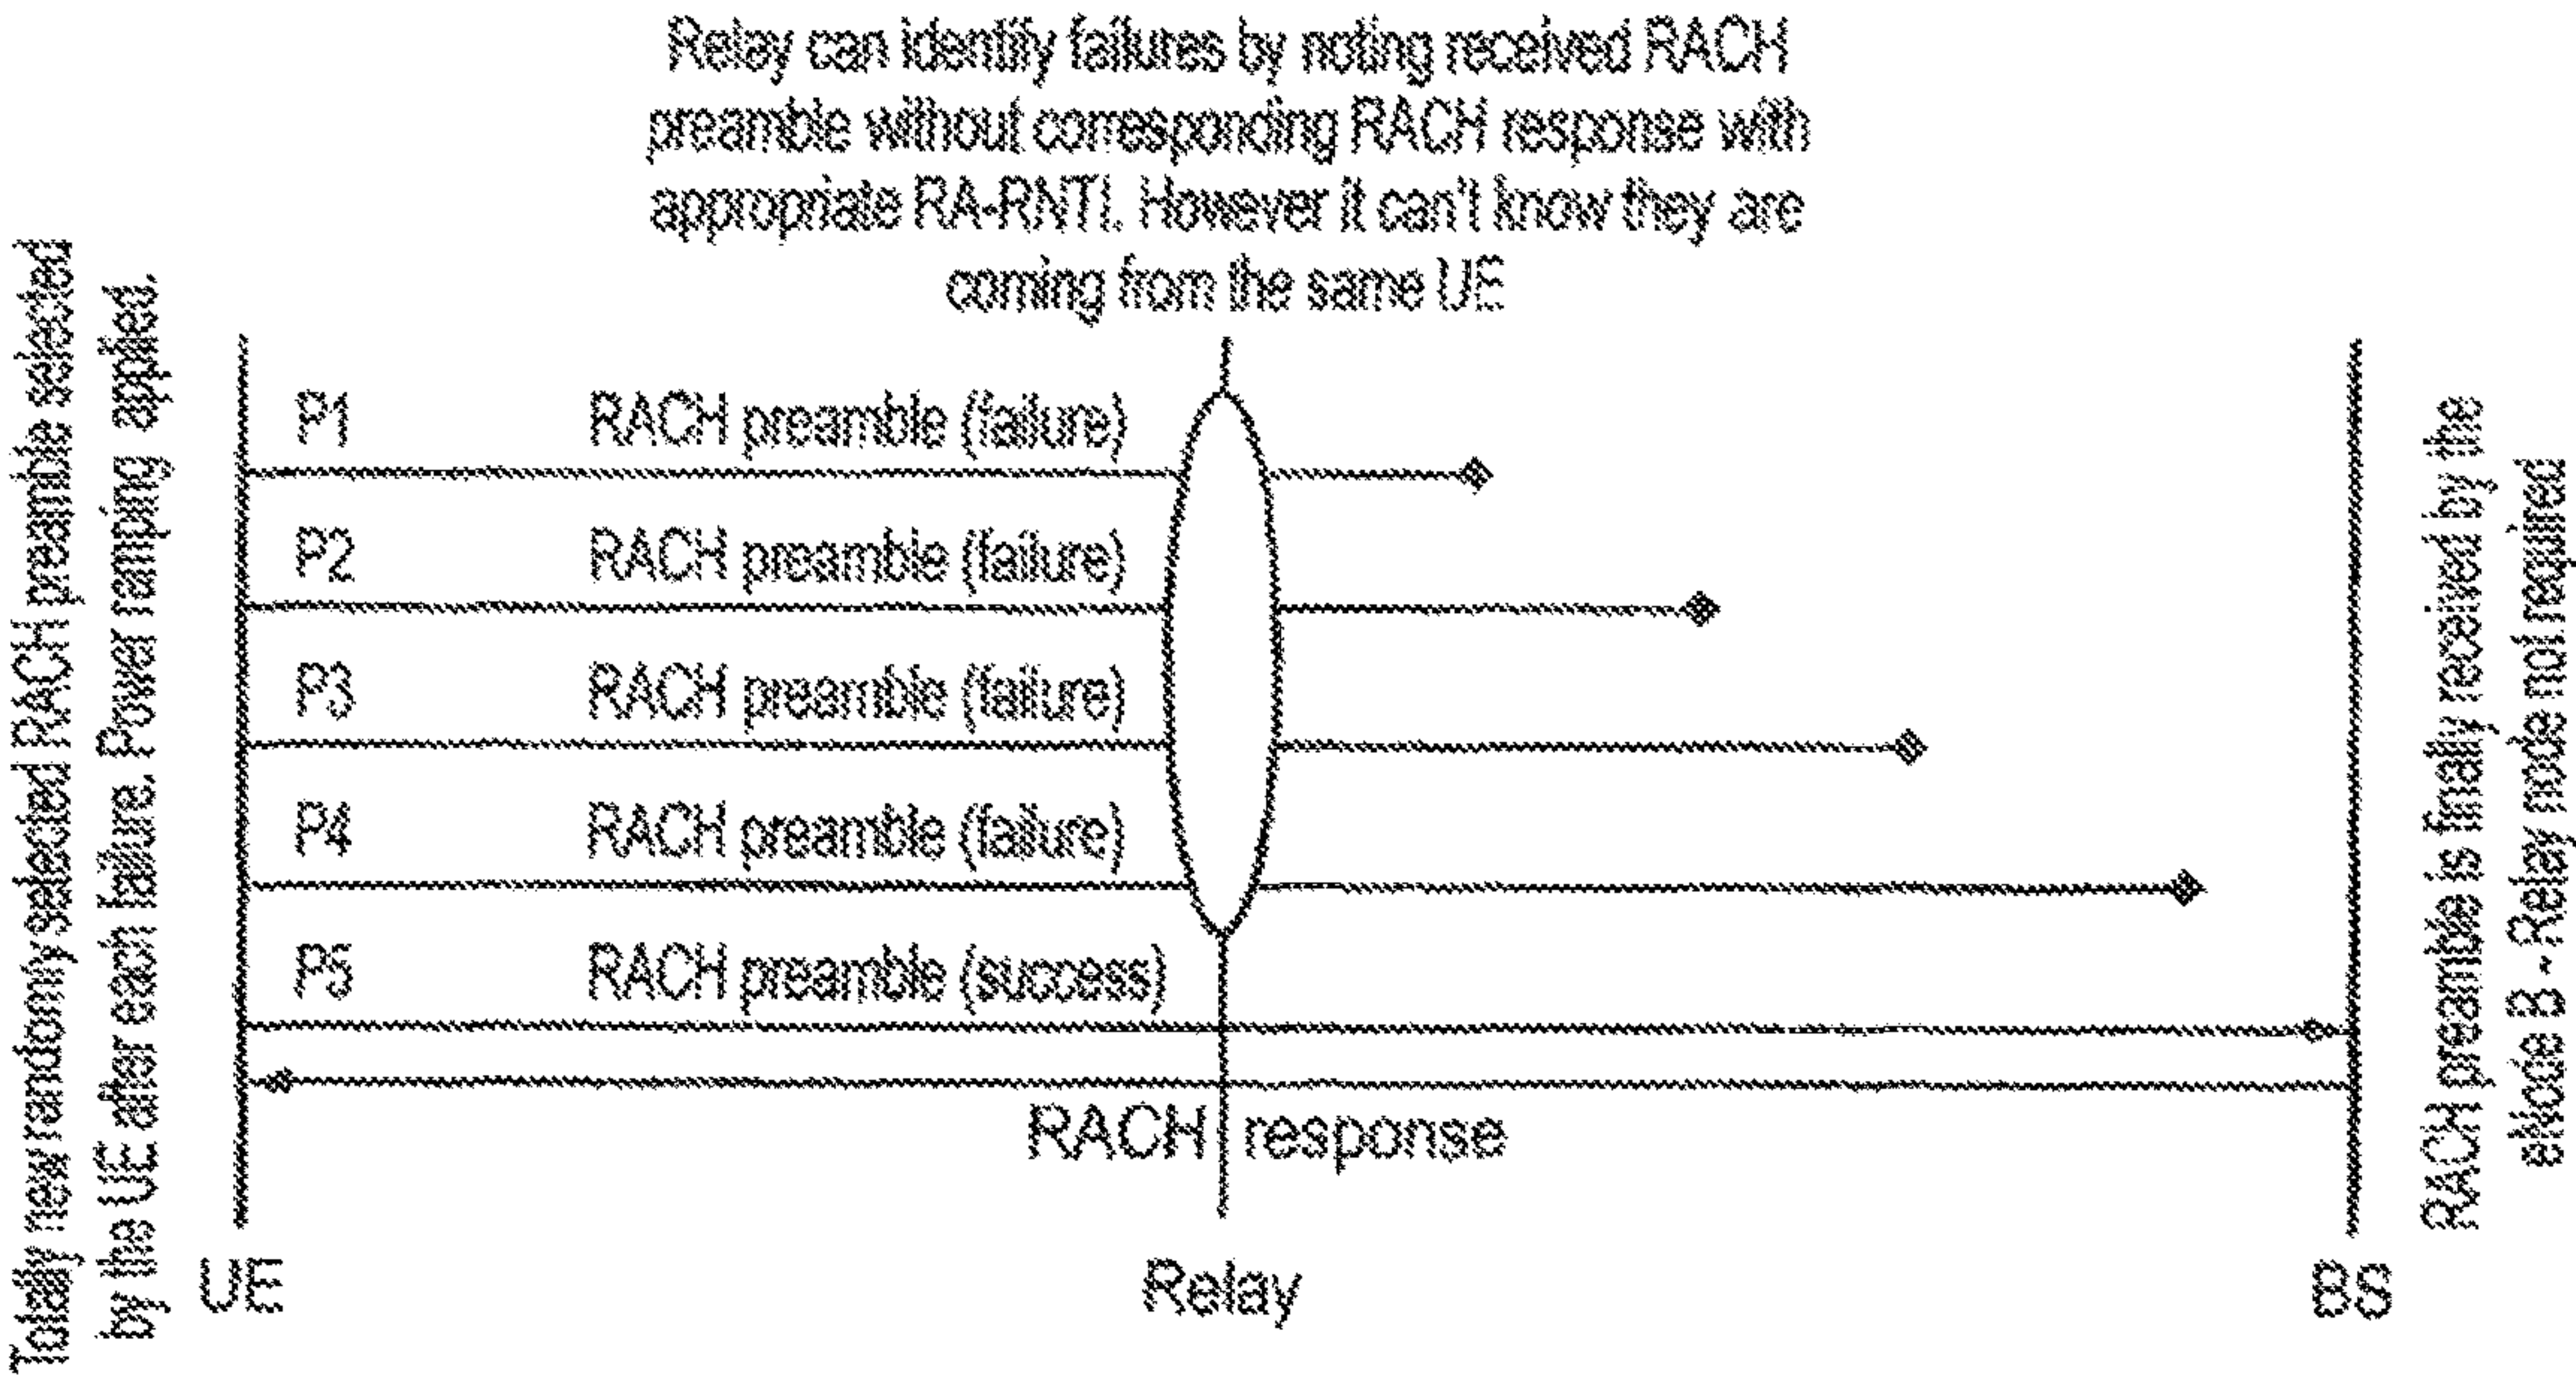 Relay can identify failures by noting received RACH
preamble without corresponding RACH response with
appropriate RA-RNTI. However it can't know they are
coming from the same UE
Totally new randomly selected RACH preamble selected
by the UE after each failure. Power ramping applied.
P1 RACH preamble (failure)
P2 RACH preamble (failure)
P3 RACH preamble (failure)
P4 RACH preamble (failure)
P5 RACH preamble (success)
RACH response
UE
Relay
BS
RACH preamble is finally received by the
eNode B - Relay node not required